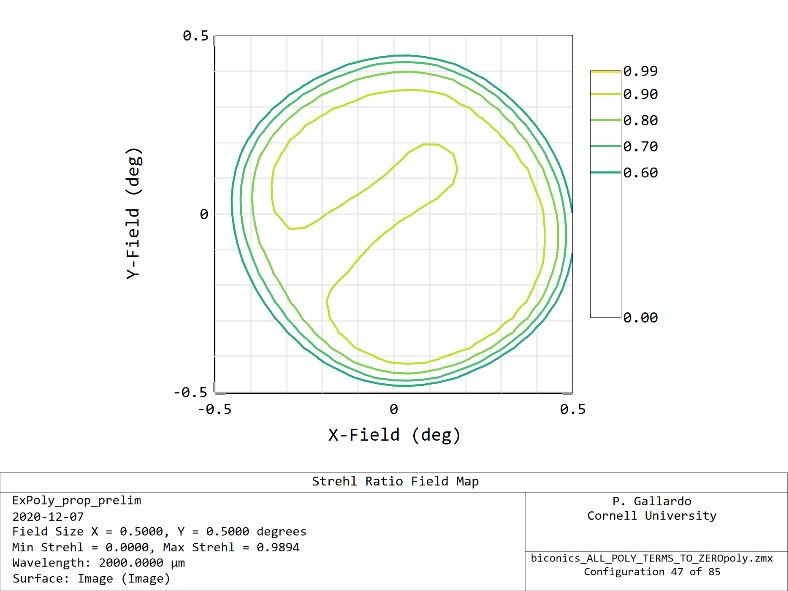 0.5
0
-0.5
Y-Field (deg)
-0.5 0 0.5
X-Field (deg)
0.99
0.90
0.80
0.70
0.60
0.00
Strehl Ratio Field Map
ExPoly_prop_prelim
2020-12-07
Field Size X = 0.5000, Y = 0.5000 degrees
Min Strehl = 0.0000, Max Strehl = 0.9894
Wavelength: 2000.0000 µm
Surface: Image (Image)
P. Gallardo
Cornell University
biconics_ALL_POLY_TERMS_TO_ZEROpoly.zmx
Configuration 47 of 85